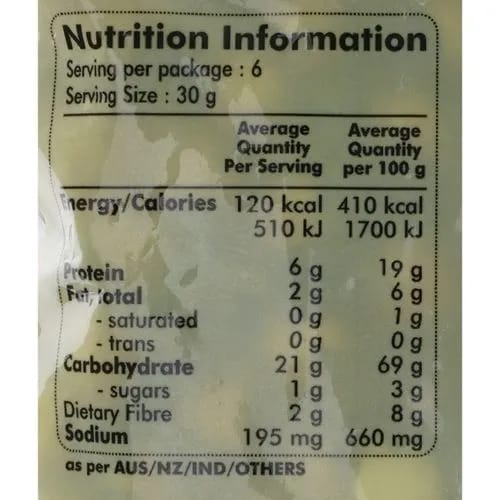 Nutrition Information
Serving per package : 6
Serving Size : 30 g
Average Quantity Per Serving Average Quantity per 100 g
Energy/Calories 120 kcal 410 kcal
510 kJ 1700 kJ
Protein 6 g 19 g
Fat, total 2 g 6 g
- saturated 0 g 1 g
- trans 0 g 0 g
Carbohydrate 21 g 69 g
- sugars 1 g 3 g
Dietary Fibre 2 g 8 g
Sodium 195 mg 660 mg
as per AUS/NZ/IND/OTHERS